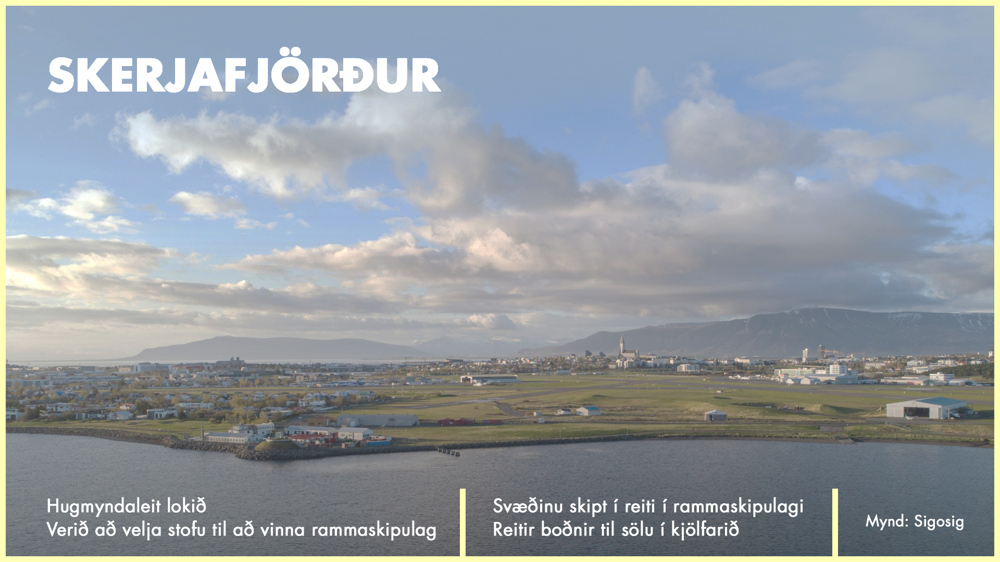 SKERJAFJÖRÐUR
Hugmyndaleit lokið
Verið að velja stofu til að vinna rammaskipulag
Svæðinu skipt í reiti í rammaskipulagi
Reitir boðnir til sölu í kjölfarið
Mynd: Sigosig